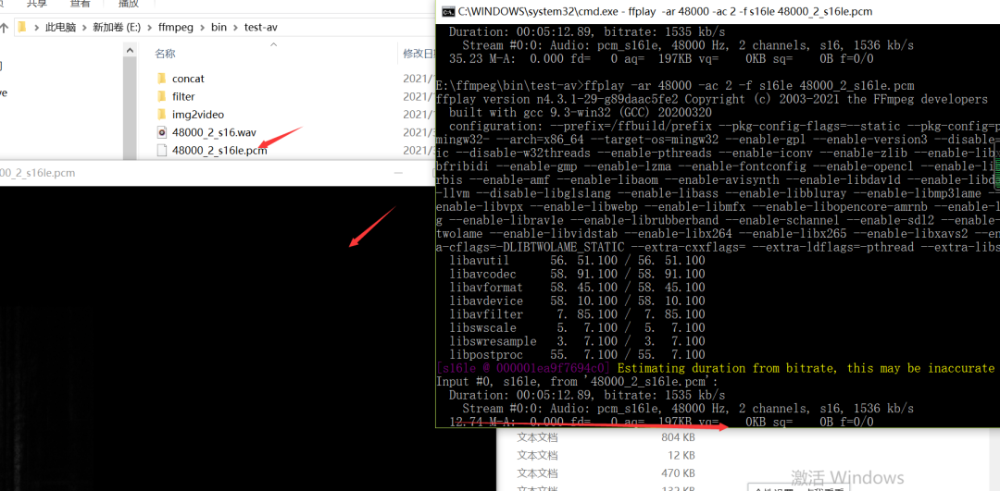 共享 查看 播放
此电脑 › 新加卷 (E:) › ffmpeg › bin › test-av
名称 修改日
concat 2021/
filter 2021/
img2video 2021/
48000_2_s16.wav 2021/
48000_2_s16le.pcm 2021/
000_2_s16le.pcm
C:\WINDOWS\system32\cmd.exe - ffplay -ar 48000 -ac 2 -f s16le 48000_2_s16le.pcm
Duration: 00:05:12.89, bitrate: 1535 kb/s
Stream #0:0: Audio: pcm_s16le, 48000 Hz, 2 channels, s16, 1536 kb/s
35.23 M-A: 0.000 fd= 0 aq= 197KB vq= 0KB sq= 0B f=0/0
E:\ffmpeg\bin\test-av>ffplay -ar 48000 -ac 2 -f s16le 48000_2_s16le.pcm
ffplay version n4.3.1-29-g89daac5fe2 Copyright (c) 2003-2021 the FFmpeg developers
built with gcc 9.3-win32 (GCC) 20200320
configuration: --prefix=/ffbuild/prefix --pkg-config-flags=--static --pkg-config=p
mingw32- --arch=x86_64 --target-os=mingw32 --enable-gpl --enable-version3 --disable-
ic --disable-w32threads --enable-pthreads --enable-iconv --enable-zlib --enable-libx
bfribidi --enable-gmp --enable-lzma --enable-fontconfig --enable-opencl --enable-li
rbis --enable-amf --enable-libaom --enable-avisynth --enable-libdav1d --enable-libd
-llvm --disable-libglslang --enable-libass --enable-libbluray --enable-libmp3lame --
enable-libvpx --enable-libwebp --enable-libmfx --enable-libopencore-amrnb --enable-l
g --enable-librav1e --enable-librubberband --enable-schannel --enable-sdl2 --enable-
twolame --enable-libvidstab --enable-libx264 --enable-libx265 --enable-libxavs2 --en
a-cflags=-DLIBTWOLAME_STATIC --extra-cxxflags= --extra-ldflags=-pthread --extra-libs
libavutil 56. 51.100 / 56. 51.100
libavcodec 58. 91.100 / 58. 91.100
libavformat 58. 45.100 / 58. 45.100
libavdevice 58. 10.100 / 58. 10.100
libavfilter 7. 85.100 / 7. 85.100
libswscale 5. 7.100 / 5. 7.100
libswresample 3. 7.100 / 3. 7.100
libpostproc 55. 7.100 / 55. 7.100
[s16le @ 000001ea9f7694c0] Estimating duration from bitrate, this may be inaccurate
Input #0, s16le, from '48000_2_s16le.pcm':
Duration: 00:05:12.89, bitrate: 1535 kb/s
Stream #0:0: Audio: pcm_s16le, 48000 Hz, 2 channels, s16, 1536 kb/s
12.74 M-A: 0.000 fd= 0 aq= 197KB vq= 0KB sq= 0B f=0/0
文本文档 804 KB
文本文档 12 KB
文本文档 470 KB
文本文档 132 KB
激活 Windows